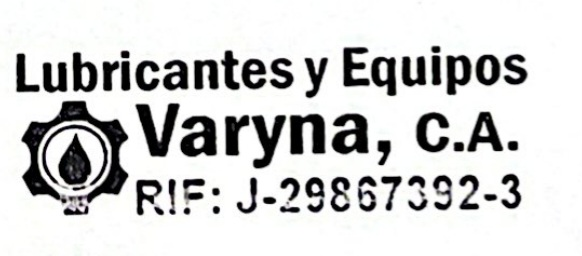 Lubricantes y Equipos
Varyna, C.A.
RIF: J-29867392-3